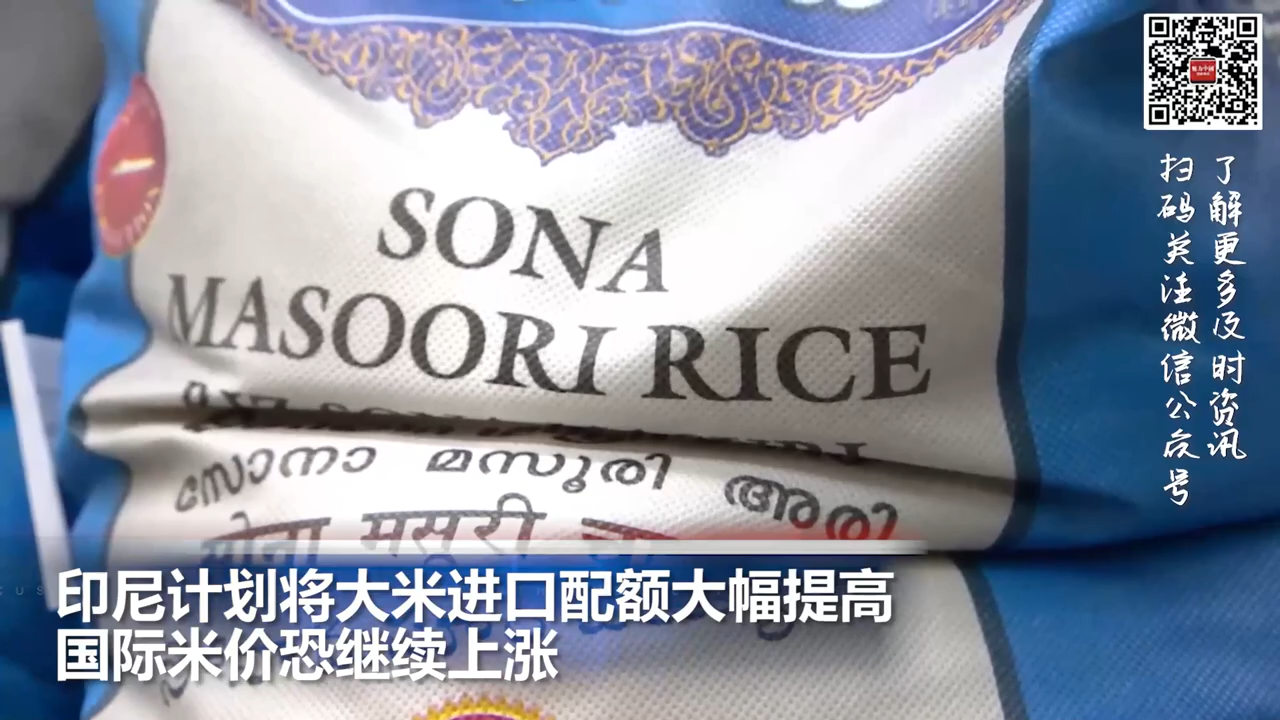 SONA
MASOORI RICE
സോനാ മസൂരി അരി
सोना मसूरी
印尼计划将大米进口配额大幅提高
国际米价恐继续上涨
了解更多及时资讯
扫码关注微信公众号